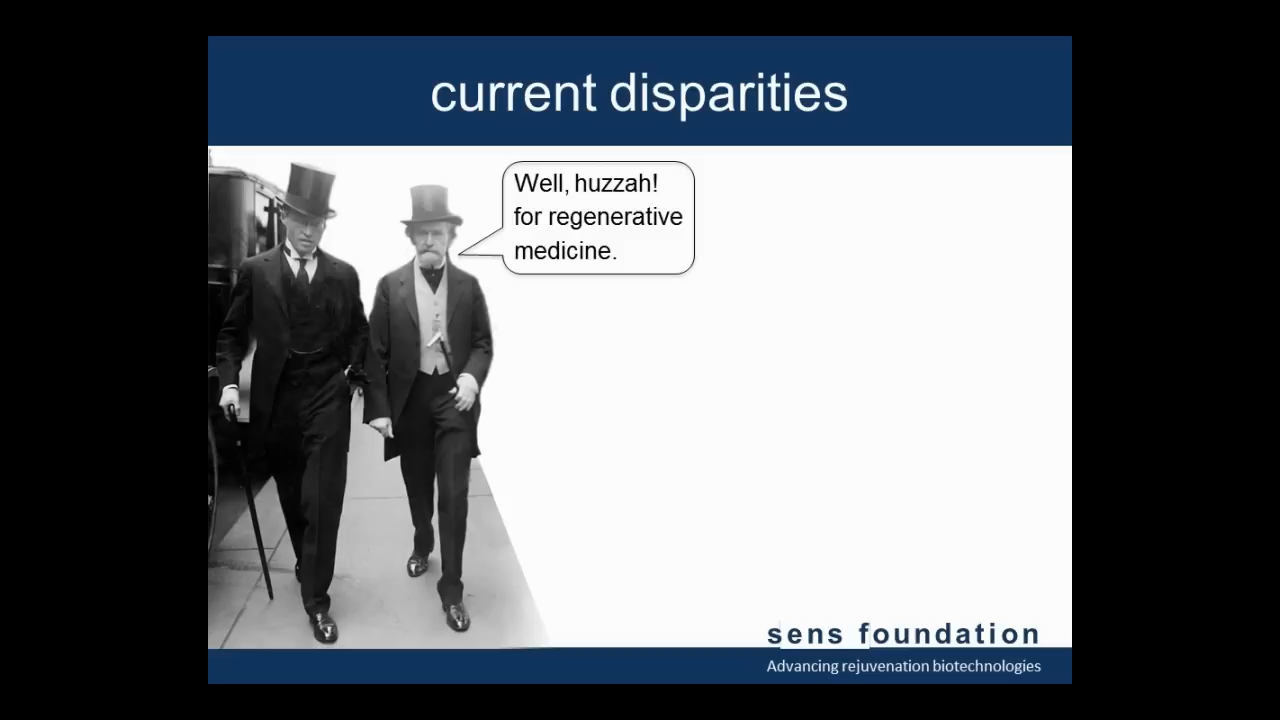 current disparities
Well, huzzah!
for regenerative
medicine.
sens foundation
Advancing rejuvenation biotechnologies